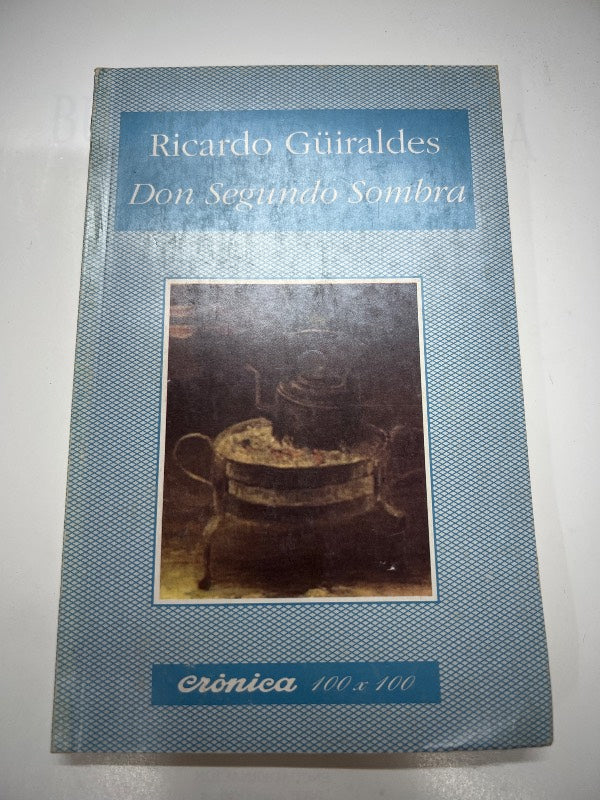 Ricardo Güiraldes
Don Segundo Sombra
crónica 100 x 100